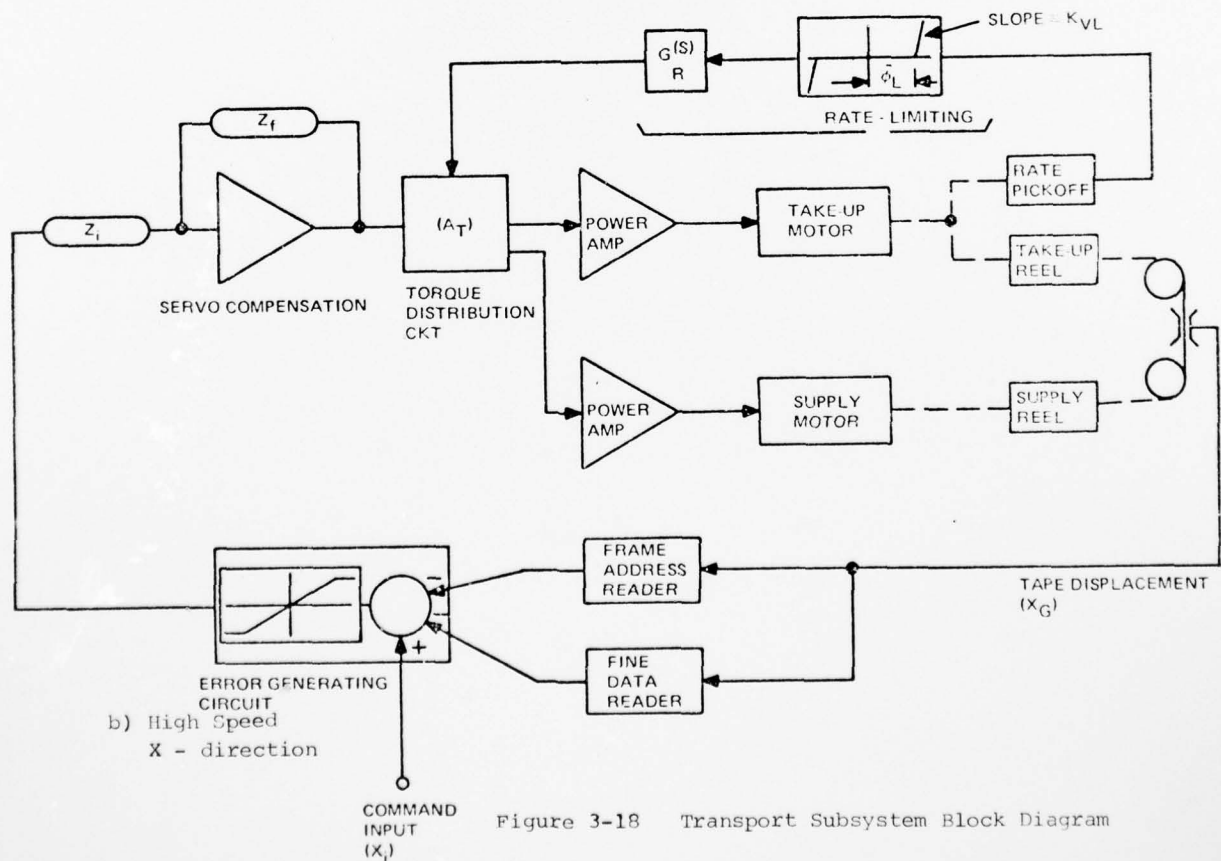 SLOPE = K_VL
G(S)
R
φ̇_L
RATE - LIMITING
Z_f
Z_i
SERVO COMPENSATION
(A_T)
TORQUE
DISTRIBUTION
CKT
POWER
AMP
TAKE-UP
MOTOR
RATE
PICKOFF
TAKE-UP
REEL
POWER
AMP
SUPPLY
MOTOR
SUPPLY
REEL
FRAME
ADDRESS
READER
TAPE DISPLACEMENT
(X_G)
FINE
DATA
READER
-
-
+
ERROR GENERATING
CIRCUIT
b) High Speed
X - direction
COMMAND
INPUT
(X_i)
Figure 3-18 Transport Subsystem Block Diagram